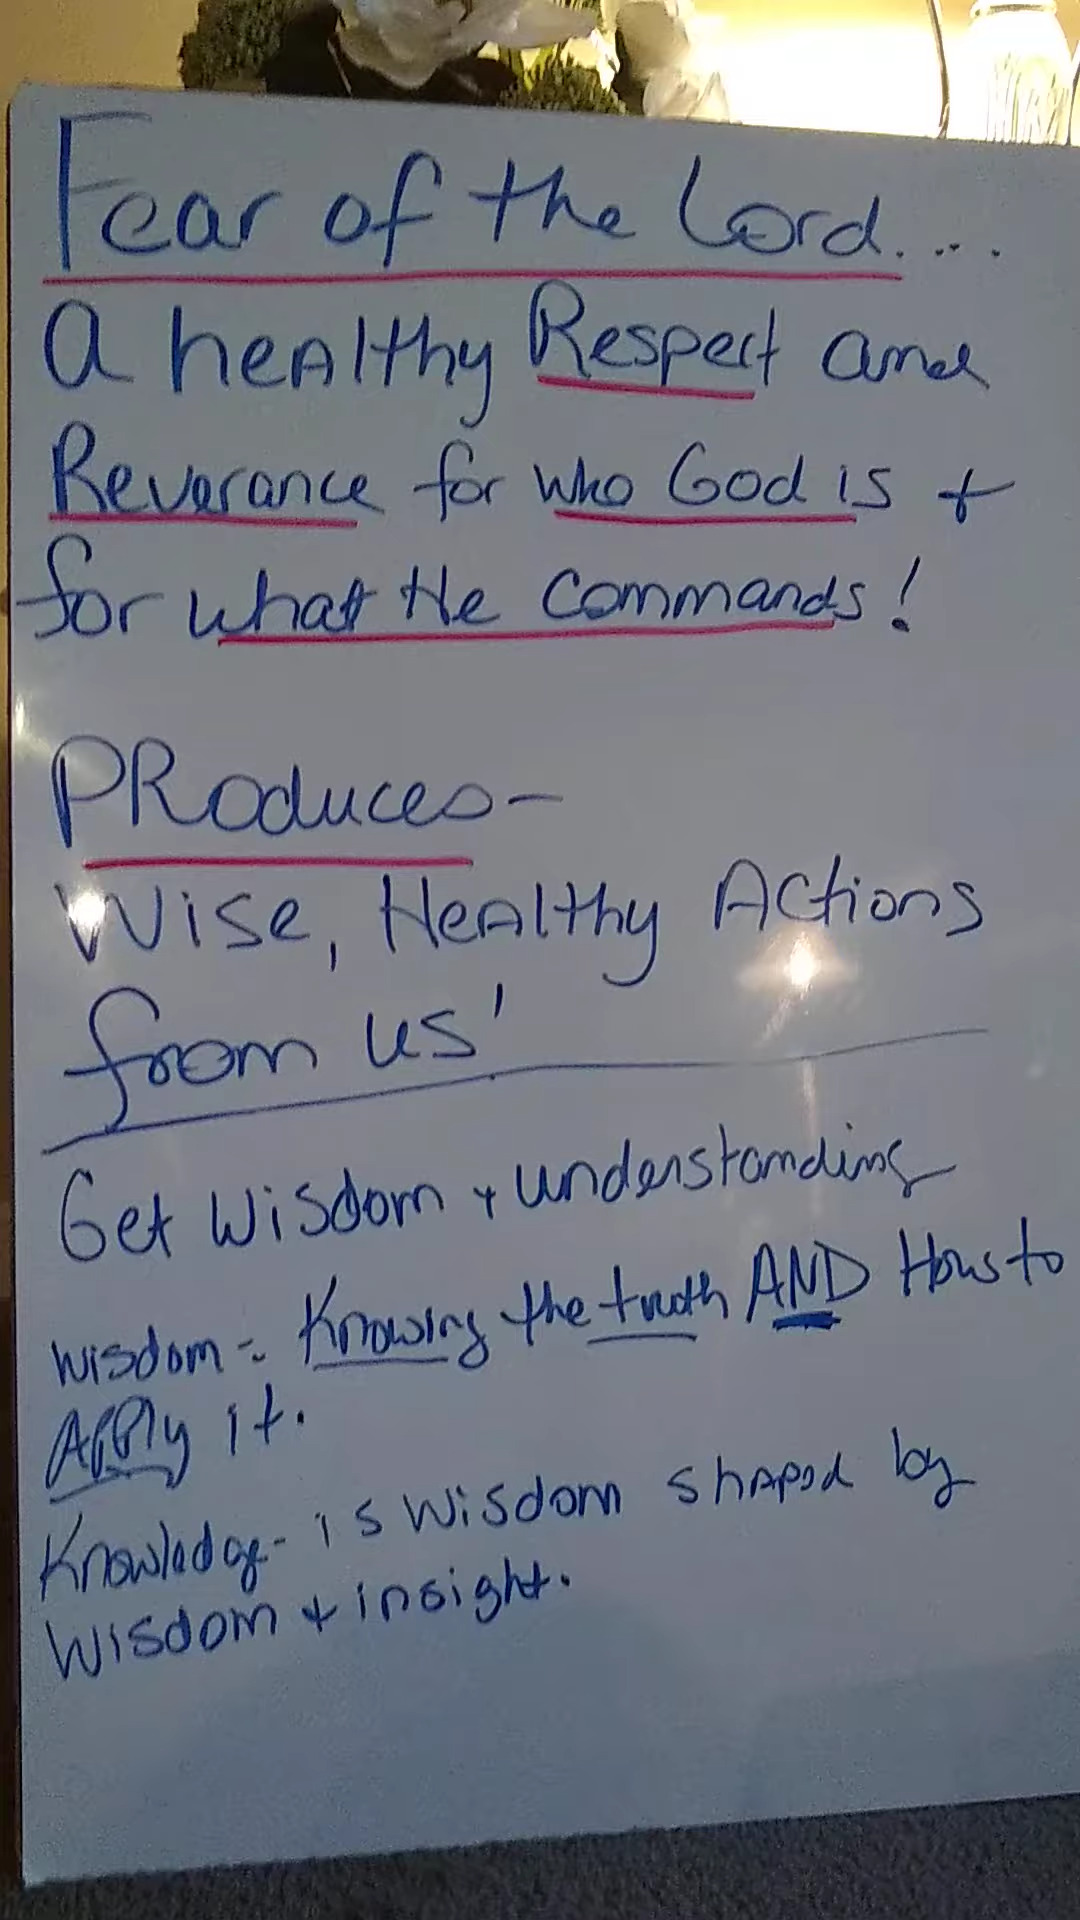 Fear of the Lord....
a healthy Respect and
Reverance for who God is +
for what He commands!
PRoduces-
Wise, Healthy Actions
from us'
Get Wisdom + understanding
Wisdom = Knowing the truth AND How to
Apply it.
Knowledge - is Wisdom shaped by
Wisdom + insight.